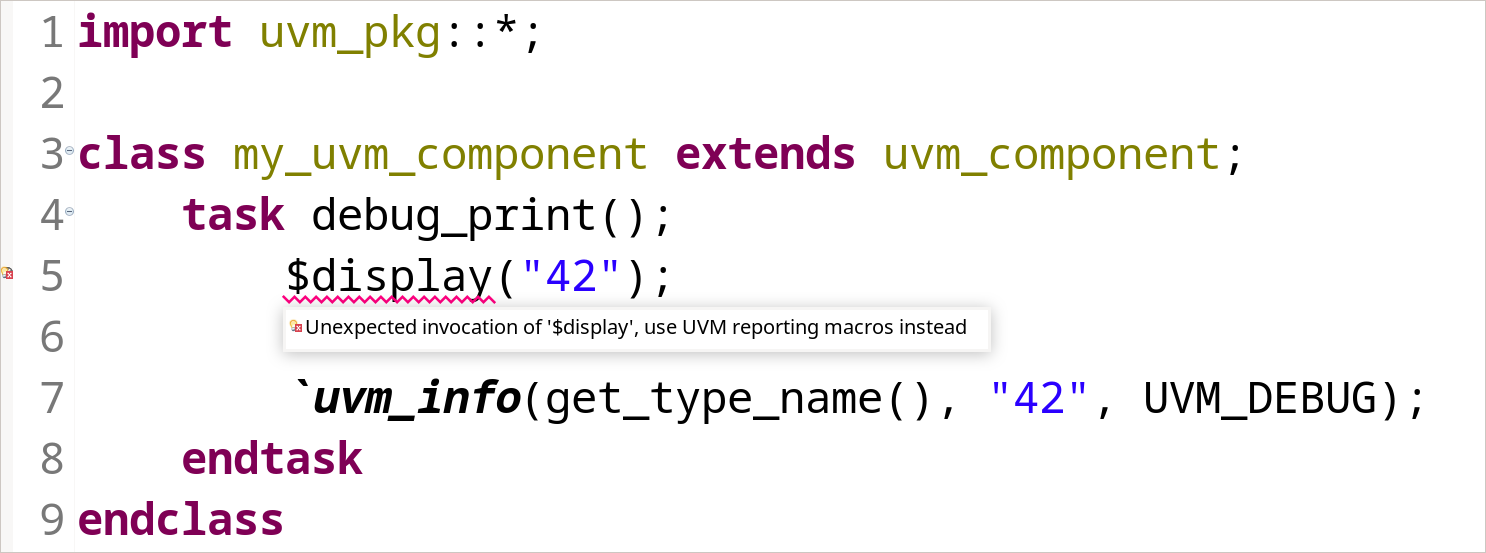 1 import uvm_pkg::*;
2
3 class my_uvm_component extends uvm_component;
4     task debug_print();
5         $display("42");
Unexpected invocation of '$display', use UVM reporting macros instead
6
7         `uvm_info(get_type_name(), "42", UVM_DEBUG);
8     endtask
9 endclass